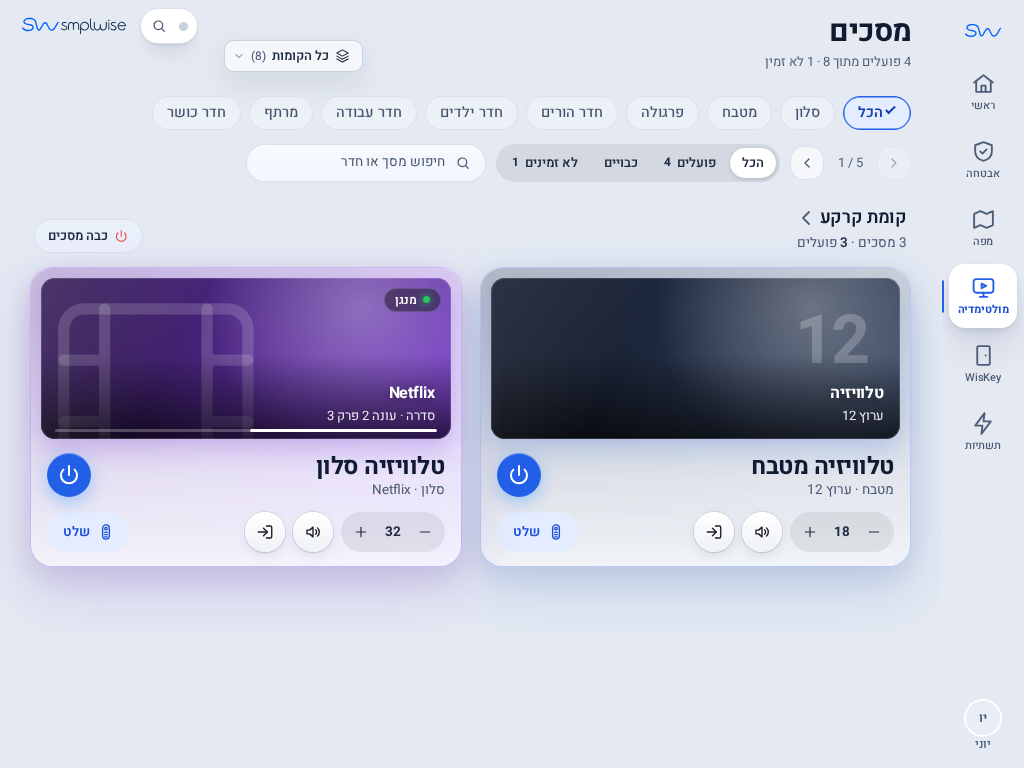 smplwise
מסכים
4 פועלים מתוך 8 · 1 לא זמין
כל הקומות (8)
הכל
סלון
מטבח
פרגולה
חדר הורים
חדר ילדים
חדר עבודה
מרתף
חדר כושר
1 / 5
הכל
פועלים 4
כבויים
לא זמינים 1
חיפוש מסך או חדר
קומת קרקע
3 מסכים · 3 פועלים
כבה מסכים
12
טלוויזיה
ערוץ 12
טלוויזיה מטבח
מטבח · ערוץ 12
18
שלט
מנגן
Netflix
סדרה · עונה 2 פרק 3
טלוויזיה סלון
סלון · Netflix
32
שלט
ראשי
אבטחה
מפה
מולטימדיה
WisKey
תשתיות
יו
יוני